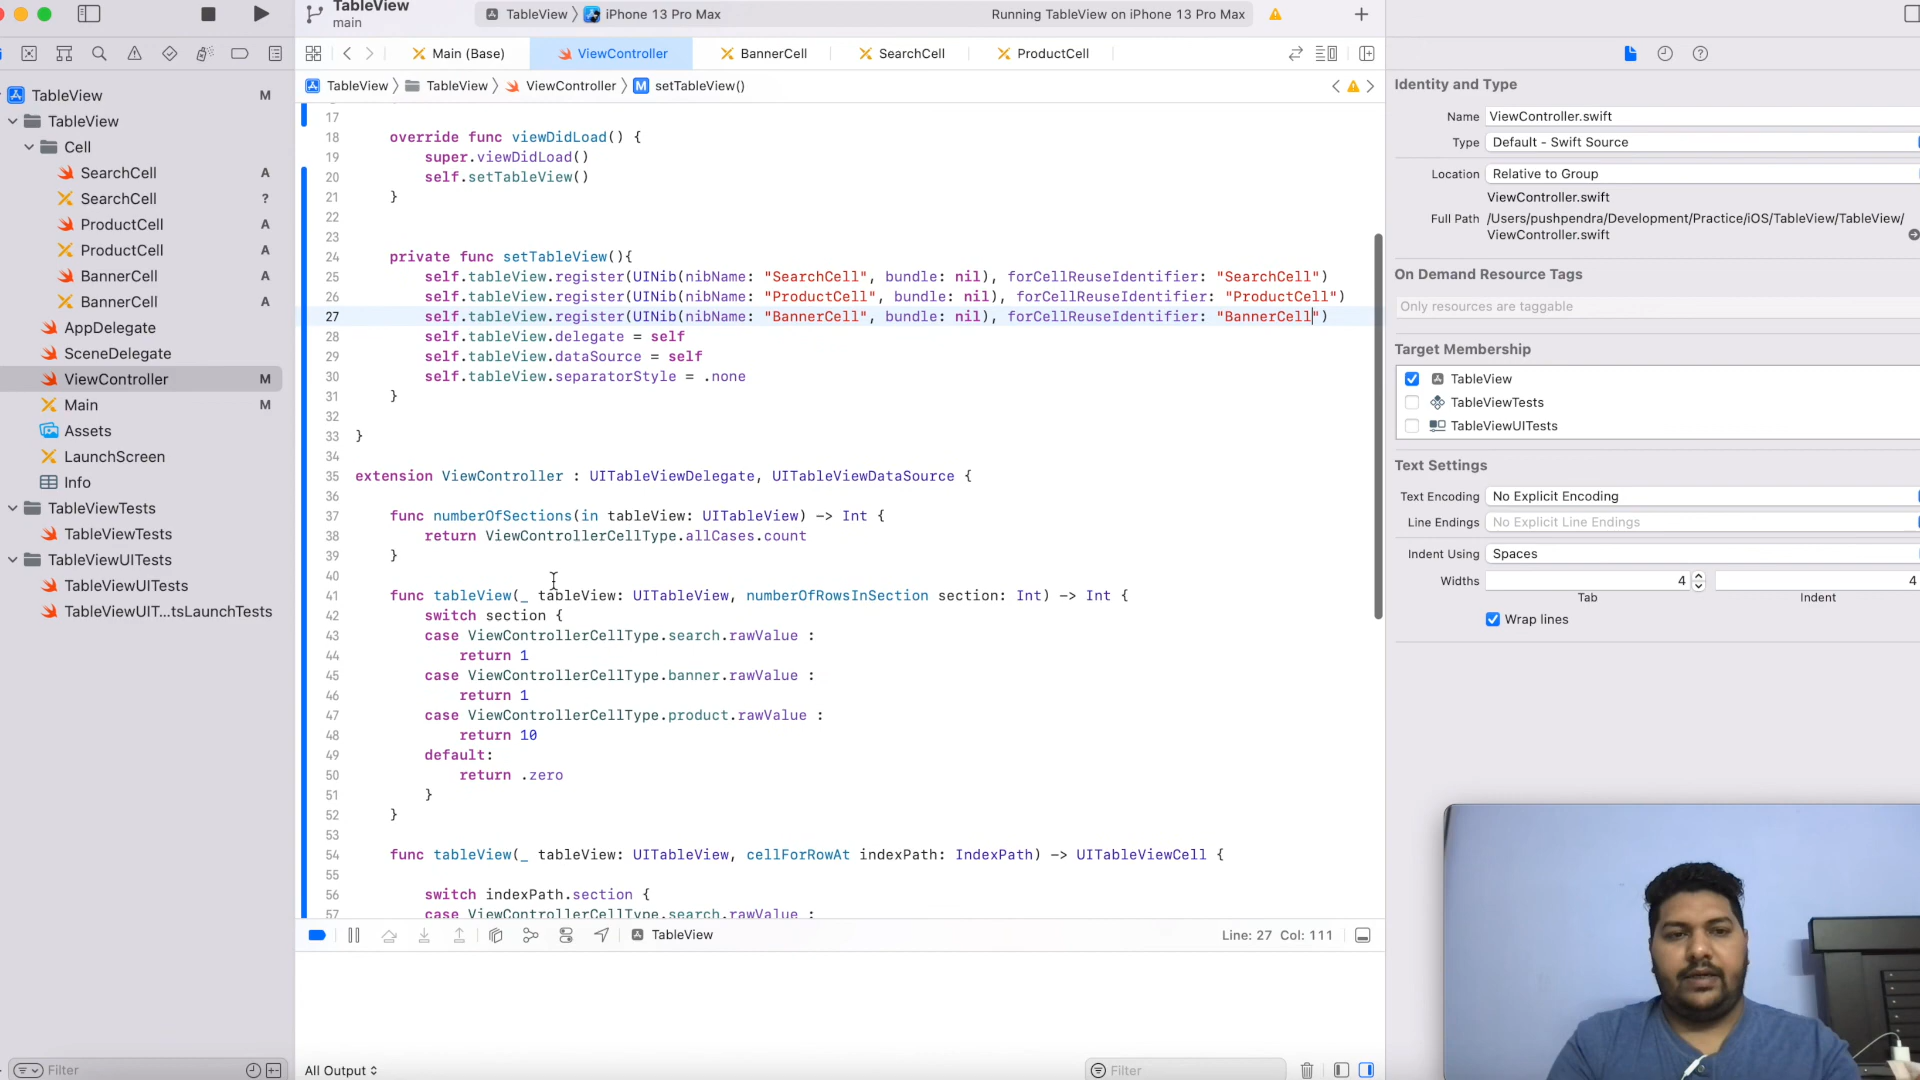 TableView
main
TableView
iPhone 13 Pro Max
Running TableView on iPhone 13 Pro Max
Main (Base)
ViewController
BannerCell
SearchCell
ProductCell
TableView
TableView
ViewController
M
setTableView()
TableView
M
TableView
Cell
SearchCell
A
SearchCell
?
ProductCell
A
ProductCell
A
BannerCell
A
BannerCell
A
AppDelegate
SceneDelegate
ViewController
M
Main
M
Assets
LaunchScreen
Info
TableViewTests
TableViewTests
TableViewUITests
TableViewUITests
TableViewUIT...tsLaunchTests
Filter
17
18 override func viewDidLoad() {
19 super.viewDidLoad()
20 self.setTableView()
21 }
22
23
24 private func setTableView(){
25 self.tableView.register(UINib(nibName: "SearchCell", bundle: nil), forCellReuseIdentifier: "SearchCell")
26 self.tableView.register(UINib(nibName: "ProductCell", bundle: nil), forCellReuseIdentifier: "ProductCell")
27 self.tableView.register(UINib(nibName: "BannerCell", bundle: nil), forCellReuseIdentifier: "BannerCell")
28 self.tableView.delegate = self
29 self.tableView.dataSource = self
30 self.tableView.separatorStyle = .none
31 }
32
33 }
34
35 extension ViewController : UITableViewDelegate, UITableViewDataSource {
36
37 func numberOfSections(in tableView: UITableView) -> Int {
38 return ViewControllerCellType.allCases.count
39 }
40
41 func tableView(_ tableView: UITableView, numberOfRowsInSection section: Int) -> Int {
42 switch section {
43 case ViewControllerCellType.search.rawValue :
44 return 1
45 case ViewControllerCellType.banner.rawValue :
46 return 1
47 case ViewControllerCellType.product.rawValue :
48 return 10
49 default:
50 return .zero
51 }
52 }
53
54 func tableView(_ tableView: UITableView, cellForRowAt indexPath: IndexPath) -> UITableViewCell {
55
56 switch indexPath.section {
57 case ViewControllerCellType.search.rawValue :
TableView
Line: 27 Col: 111
All Output
Filter
Identity and Type
Name ViewController.swift
Type Default - Swift Source
Location Relative to Group
ViewController.swift
Full Path /Users/pushpendra/Development/Practice/iOS/TableView/TableView/
ViewController.swift
On Demand Resource Tags
Only resources are taggable
Target Membership
TableView
TableViewTests
TableViewUITests
Text Settings
Text Encoding No Explicit Encoding
Line Endings No Explicit Line Endings
Indent Using Spaces
Widths 4 4
Tab Indent
Wrap lines